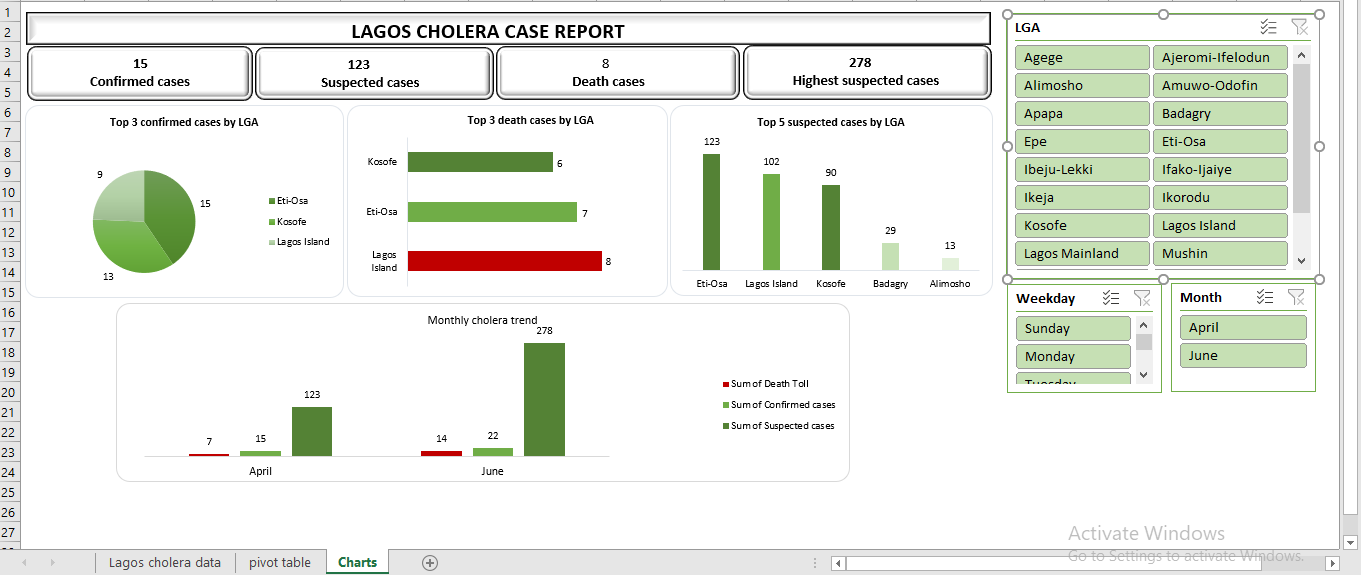 LAGOS CHOLERA CASE REPORT
15
Confirmed cases
123
Suspected cases
8
Death cases
278
Highest suspected cases
Top 3 confirmed cases by LGA
9
15
13
Eti-Osa
Kosofe
Lagos Island
Top 3 death cases by LGA
Kosofe
6
Eti-Osa
7
Lagos
Island
8
Top 5 suspected cases by LGA
123
102
90
29
13
Eti-Osa
Lagos Island
Kosofe
Badagry
Alimosho
Monthly cholera trend
7
15
123
14
22
278
April
June
Sum of Death Toll
Sum of Confirmed cases
Sum of Suspected cases
LGA
Agege
Ajeromi-Ifelodun
Alimosho
Amuwo-Odofin
Apapa
Badagry
Epe
Eti-Osa
Ibeju-Lekki
Ifako-Ijaiye
Ikeja
Ikorodu
Kosofe
Lagos Island
Lagos Mainland
Mushin
Weekday
Sunday
Monday
Tuesday
Month
April
June
1
2
3
4
5
6
7
8
9
10
11
12
13
14
15
16
17
18
19
20
21
22
23
24
25
26
27
Activate Windows
Go to Settings to activate Windows.
Lagos cholera data
pivot table
Charts